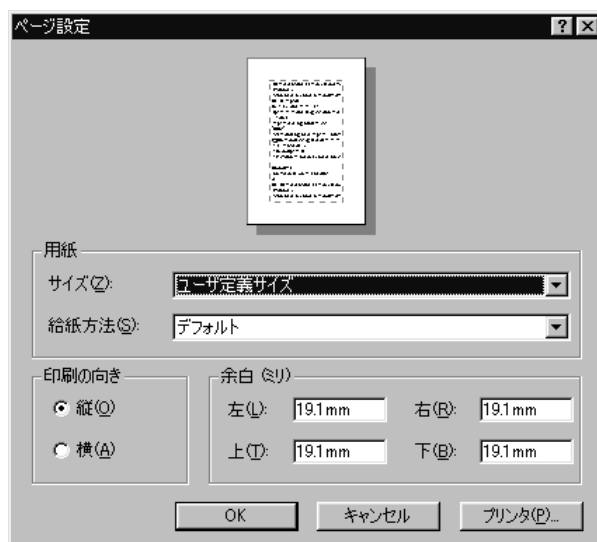 ページ設定
用紙
サイズ(Z): ユーザ定義サイズ
給紙方法(S): デフォルト
印刷の向き
縦(O)
横(A)
余白 (ミリ)
左(L): 19.1mm 右(R): 19.1mm
上(T): 19.1mm 下(B): 19.1mm
OK キャンセル プリンタ(P)...